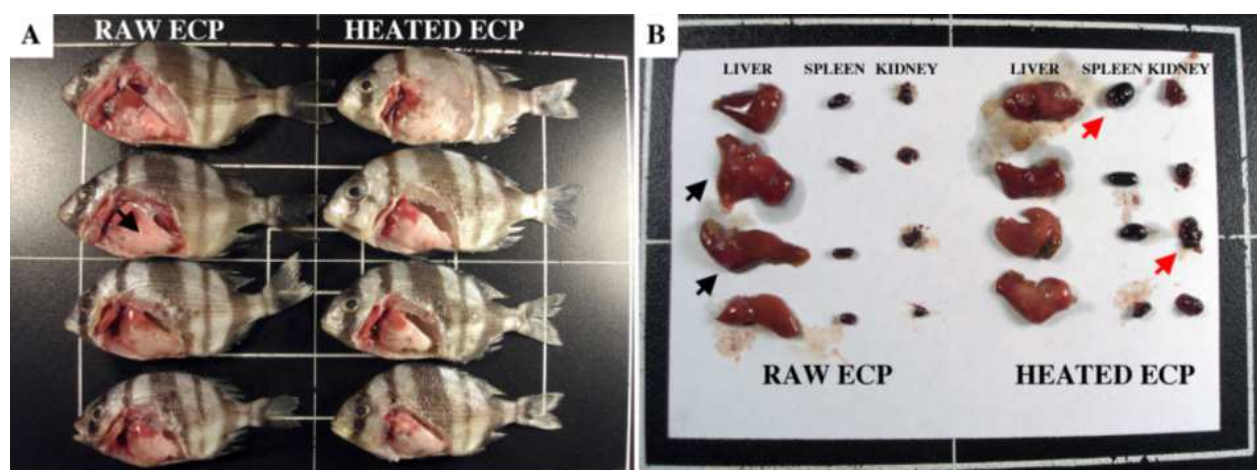 A
RAW ECP
HEATED ECP
B
LIVER SPLEEN KIDNEY
LIVER SPLEEN KIDNEY
RAW ECP
HEATED ECP